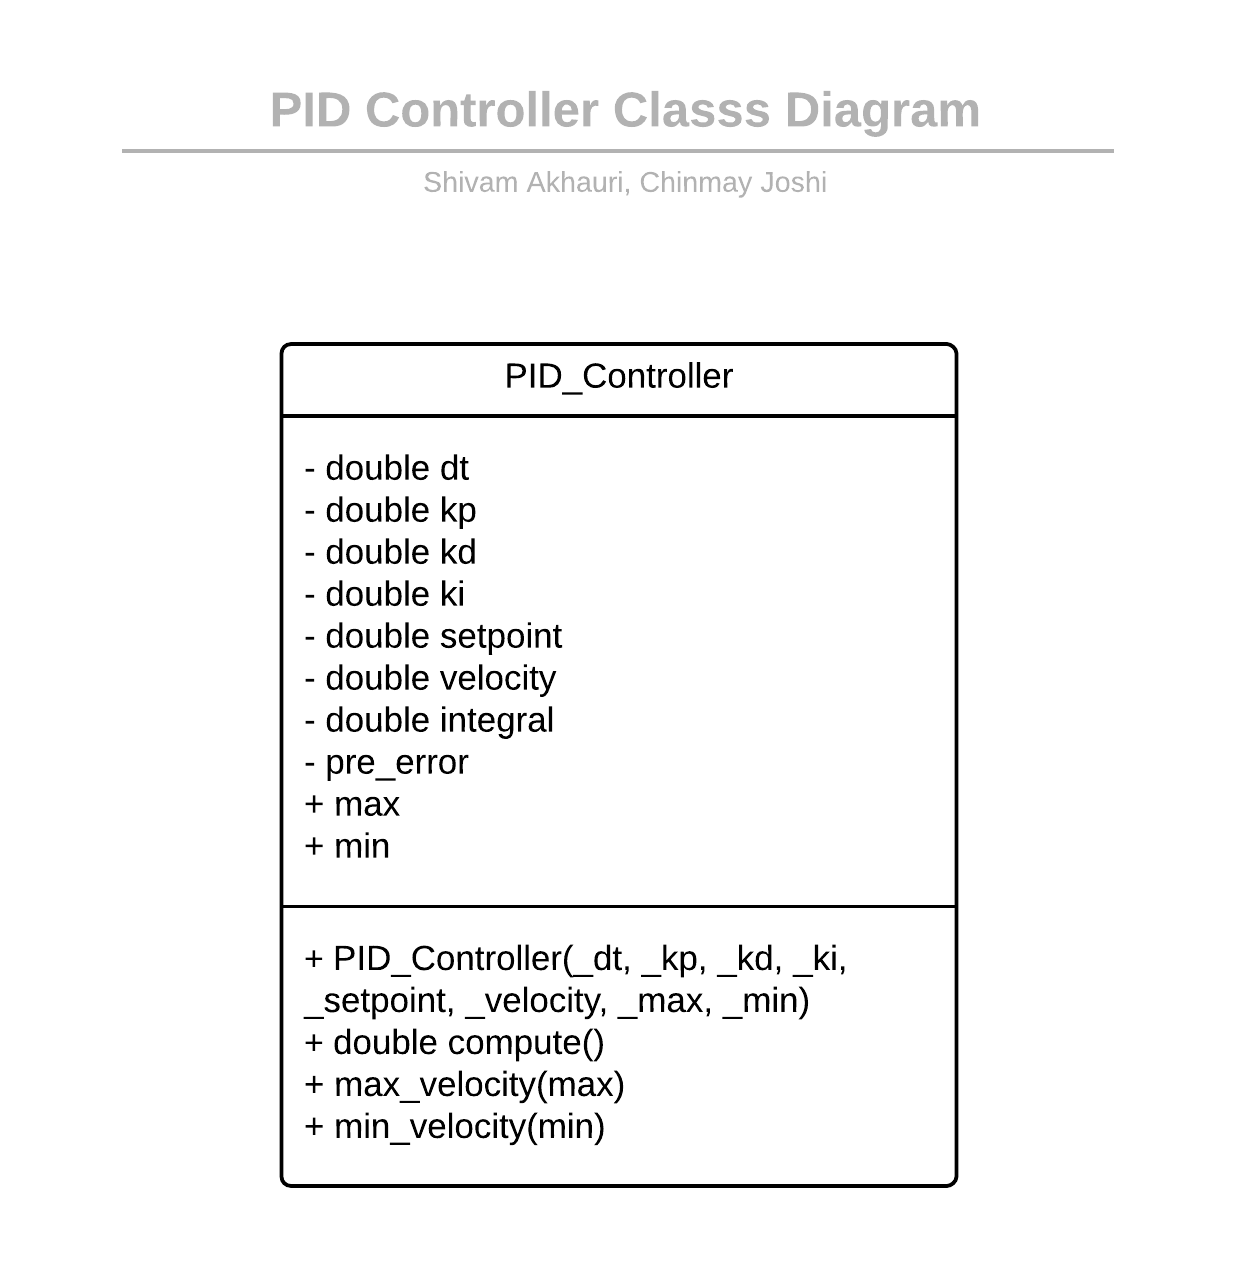 PID Controller Classs Diagram
Shivam Akhauri, Chinmay Joshi
PID_Controller
- double dt
- double kp
- double kd
- double ki
- double setpoint
- double velocity
- double integral
- pre_error
+ max
+ min
+ PID_Controller(_dt, _kp, _kd, _ki,
_setpoint, _velocity, _max, _min)
+ double compute()
+ max_velocity(max)
+ min_velocity(min)